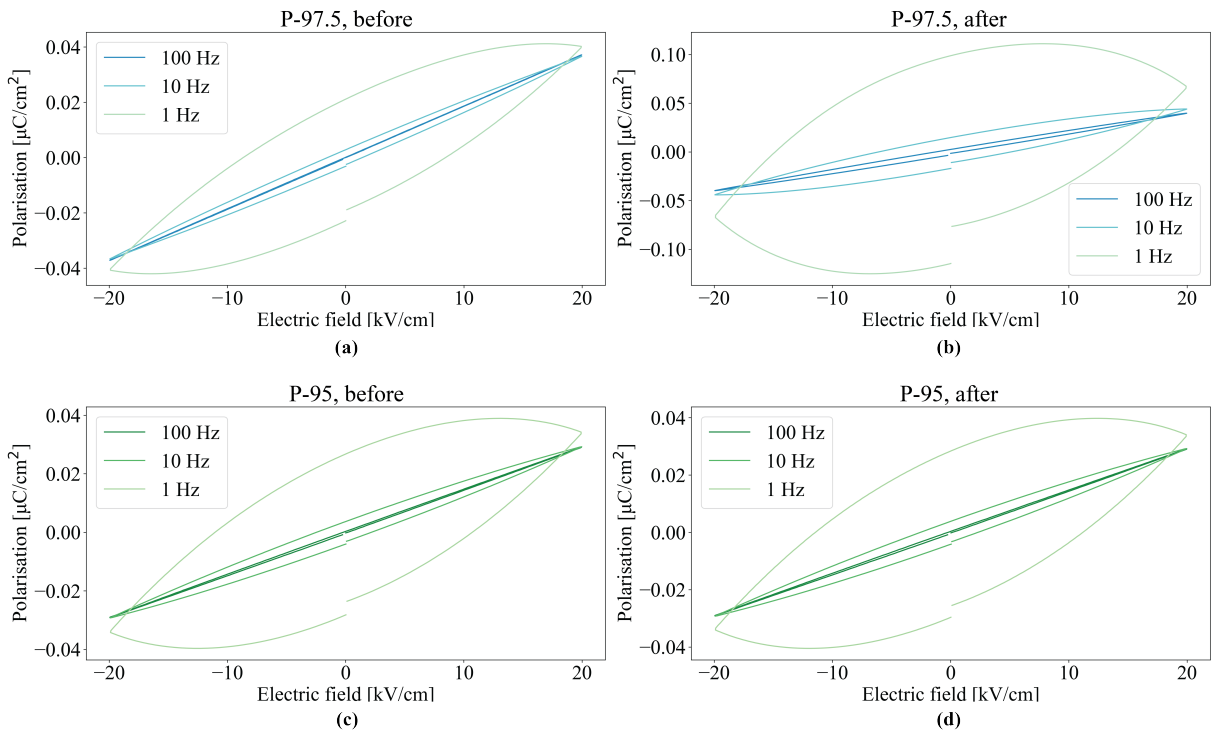 P-97.5, before
Polarisation [µC/cm²]
0.04
0.02
0.00
−0.02
−0.04
100 Hz
10 Hz
1 Hz
−20 −10 0 10 20
Electric field [kV/cm]
(a)
P-97.5, after
Polarisation [µC/cm²]
0.10
0.05
0.00
−0.05
−0.10
100 Hz
10 Hz
1 Hz
−20 −10 0 10 20
Electric field [kV/cm]
(b)
P-95, before
Polarisation [µC/cm²]
0.04
0.02
0.00
−0.02
−0.04
100 Hz
10 Hz
1 Hz
−20 −10 0 10 20
Electric field [kV/cm]
(c)
P-95, after
Polarisation [µC/cm²]
0.04
0.02
0.00
−0.02
−0.04
100 Hz
10 Hz
1 Hz
−20 −10 0 10 20
Electric field [kV/cm]
(d)